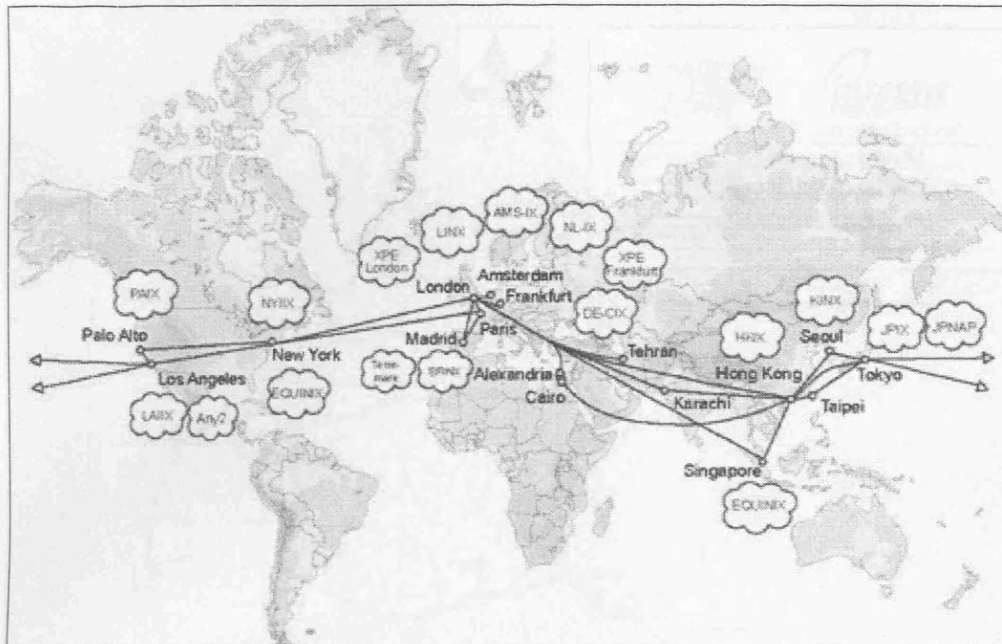 AMS-IX
LINX
NL-IX
XPE
London
XPE
Frankfurt
Amsterdam
London
Frankfurt
PAIX
NYIIX
DE-CIX
KINX
Paris
HKIX
Seoul
JPIX
JPNAP
Palo Alto
Madrid
New York
Tehran
Hong Kong
Tokyo
Los Angeles
Alexandria
Cairo
Karachi
Taipei
EQUINIX
LAIIX
Any2
Singapore
EQUINIX